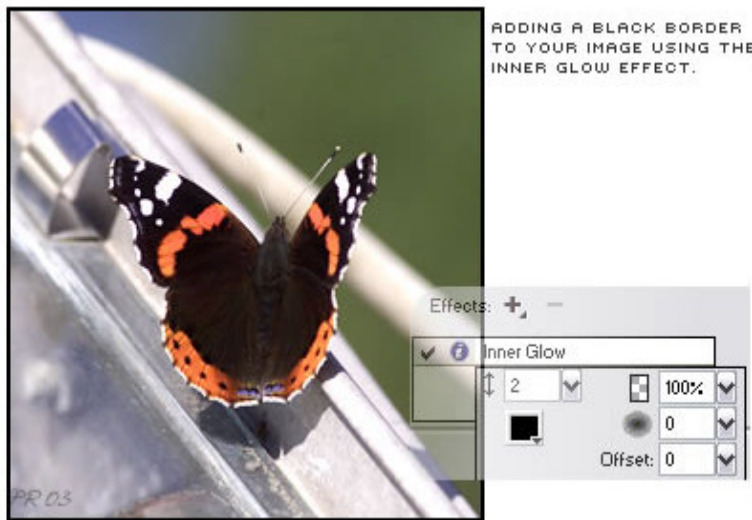 ADDING A BLACK BORDER
TO YOUR IMAGE USING THE
INNER GLOW EFFECT.
Effects:
Inner Glow
2
100%
0
Offset: 0
PR 03